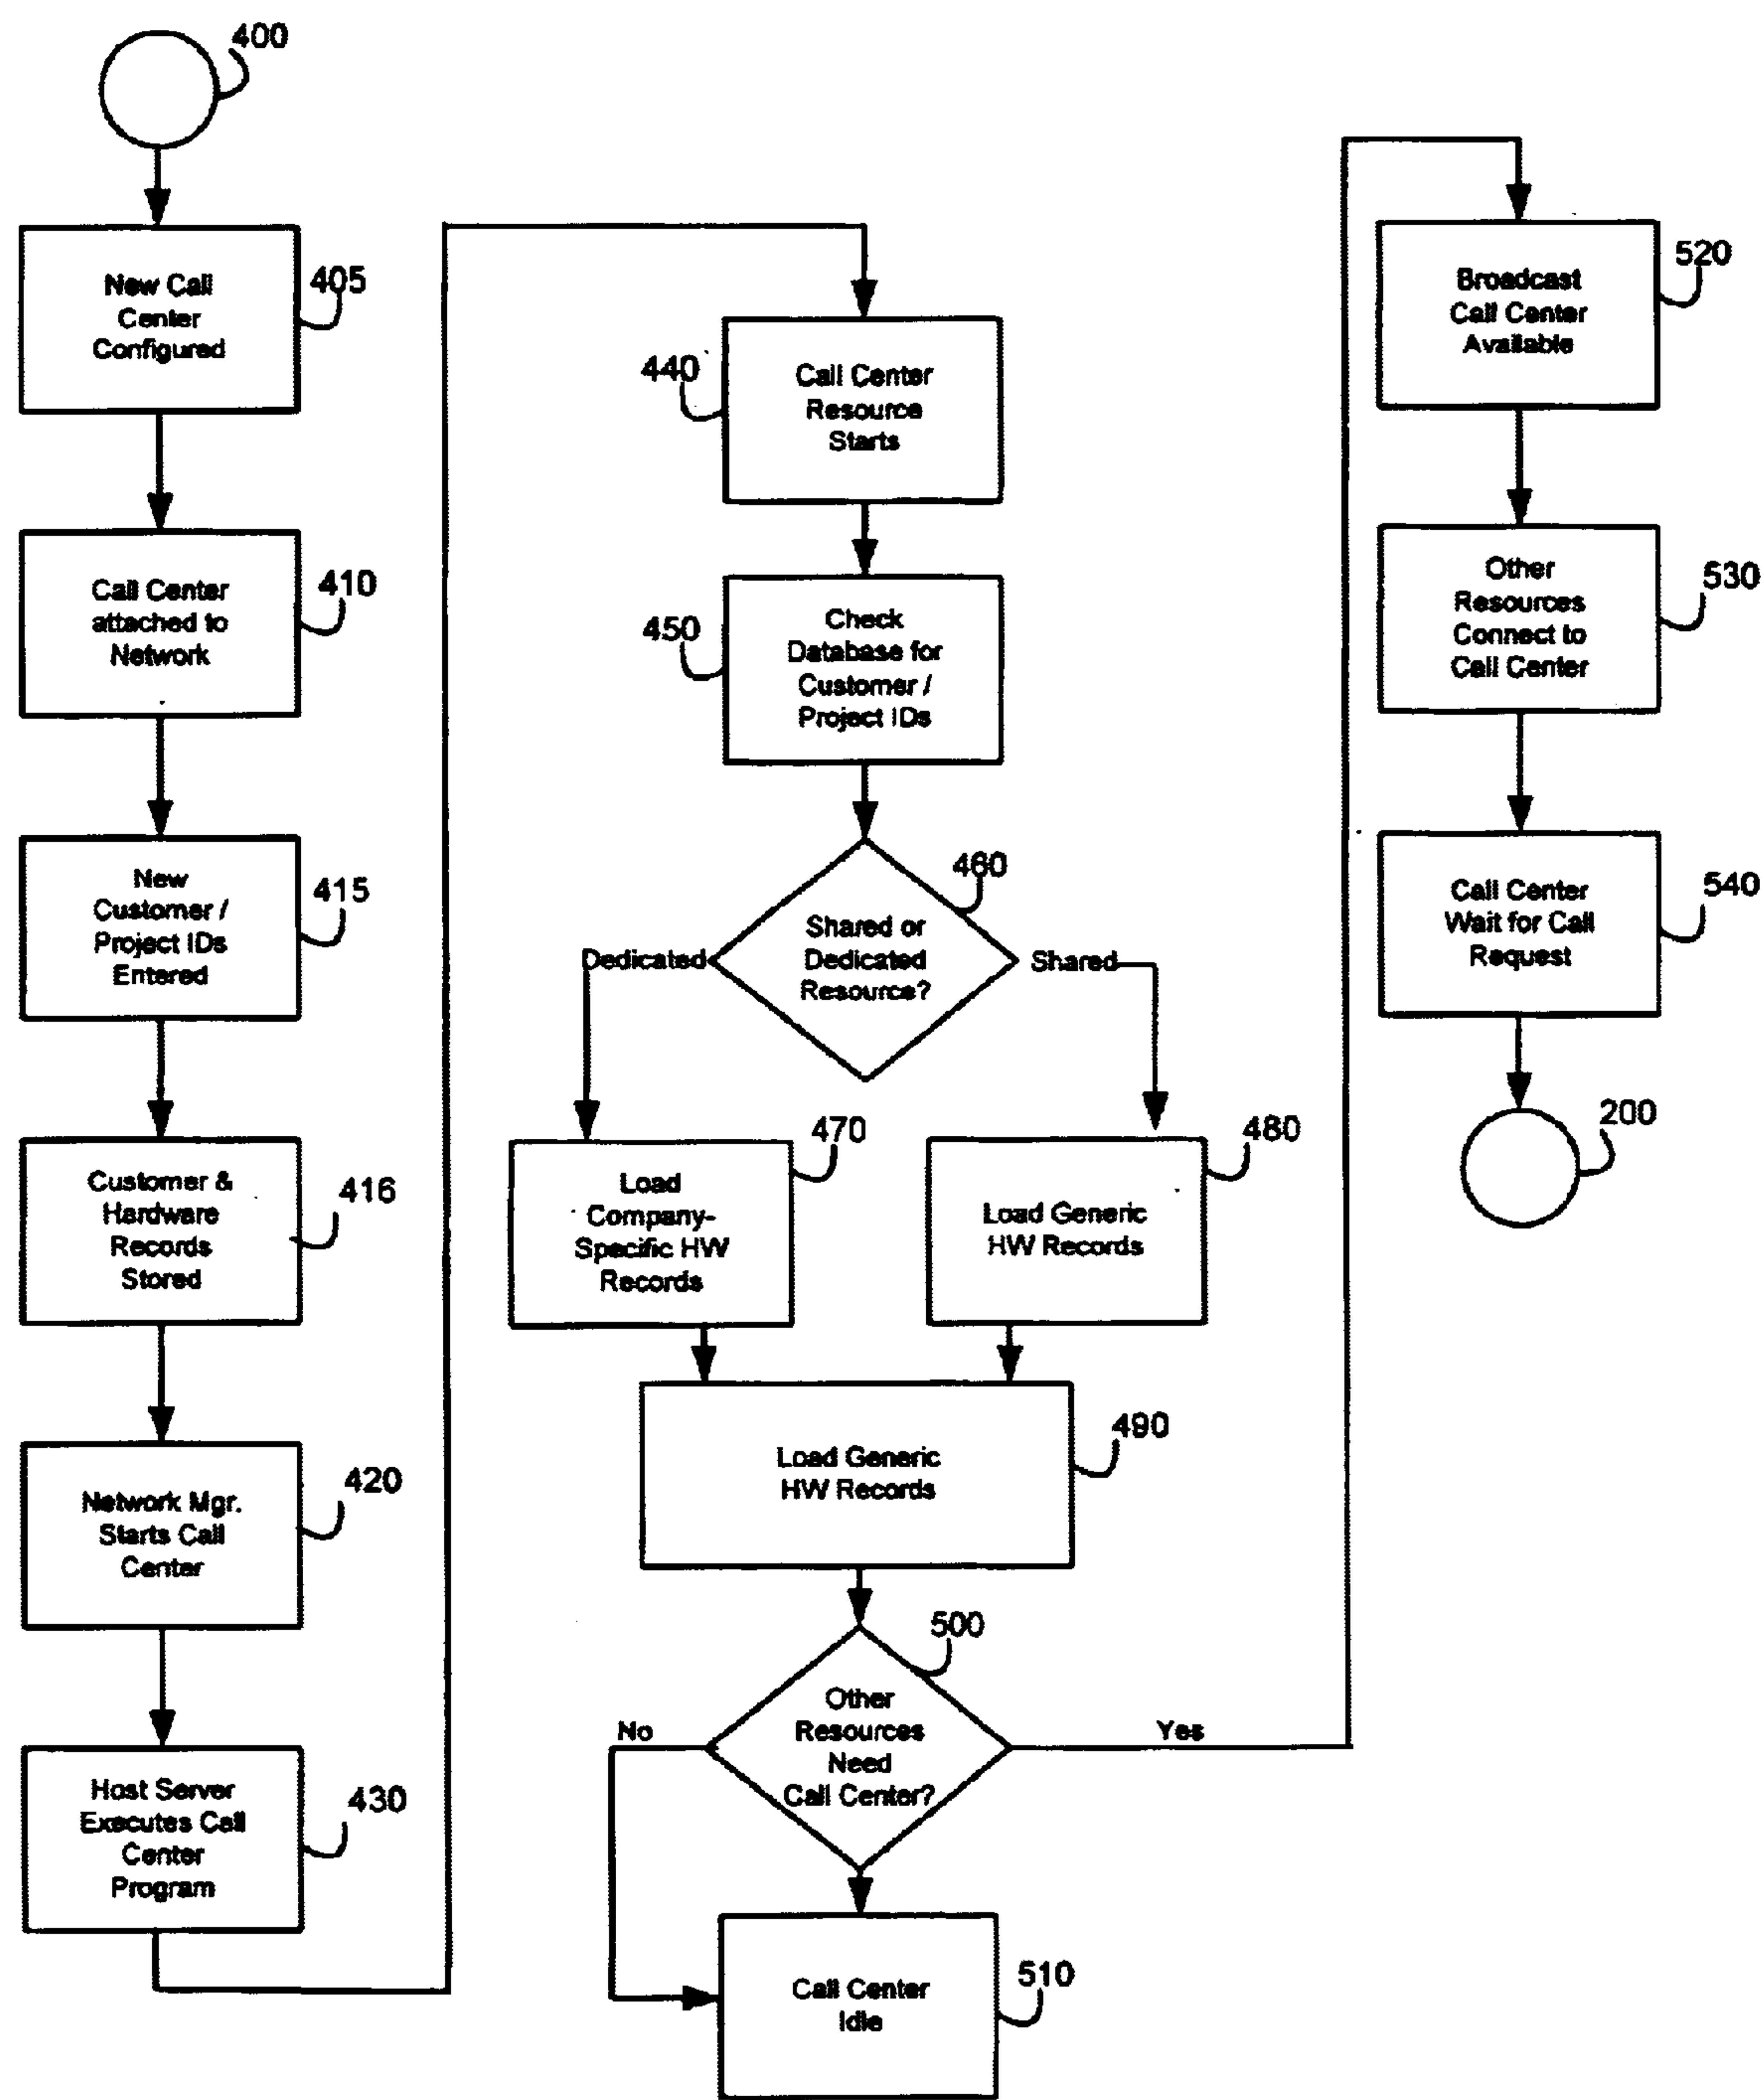 400
New Call
Center
Configured
405
Call Center
attached to
Network
410
New
Customer /
Project IDs
Entered
415
Customer &
Hardware
Records
Stored
416
Network Mgr.
Starts Call
Center
420
Host Server
Executes Call
Center
Program
430
Call Center
Resource
Starts
440
Check
Database for
Customer /
Project IDs
450
Shared or
Dedicated
Resource?
460
Dedicated
Shared
Load
Company-
Specific HW
Records
470
Load Generic
HW Records
480
Load Generic
HW Records
490
Other
Resources
Need
Call Center?
500
No
Yes
Call Center
Idle
510
Broadcast
Call Center
Available
520
Other
Resources
Connect to
Call Center
530
Call Center
Wait for Call
Request
540
200